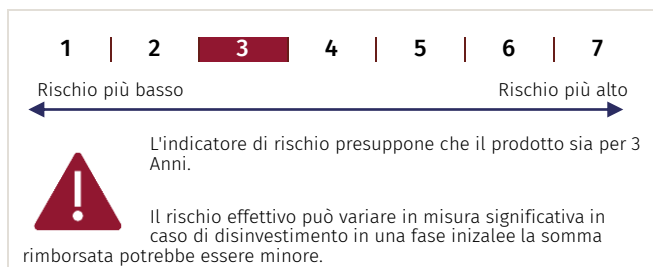 1 | 2 | 3 | 4 | 5 | 6 | 7
Rischio più basso Rischio più alto
L'indicatore di rischio presuppone che il prodotto sia per 3
Anni.
Il rischio effettivo può variare in misura significativa in
caso di disinvestimento in una fase inizalee la somma
rimborsata potrebbe essere minore.